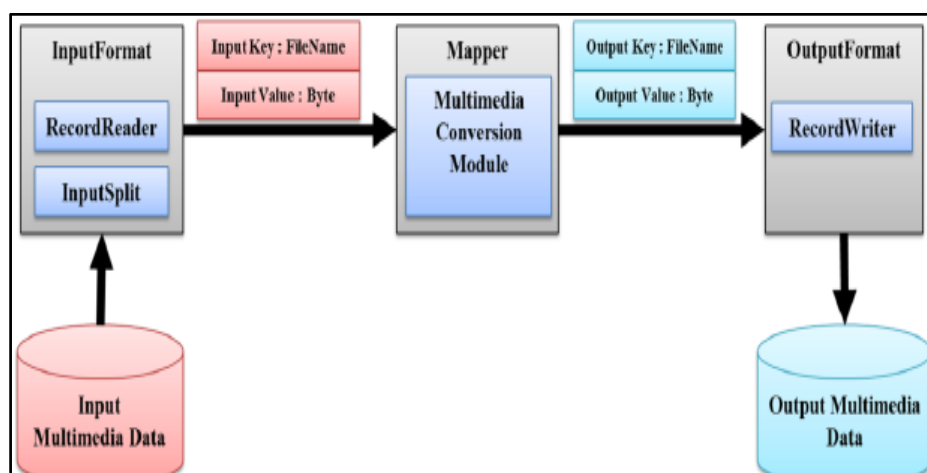 InputFormat
RecordReader
InputSplit
Input Key : FileName
Input Value : Byte
Mapper
Multimedia
Conversion
Module
Output Key : FileName
Output Value : Byte
OutputFormat
RecordWriter
Input
Multimedia Data
Output Multimedia
Data